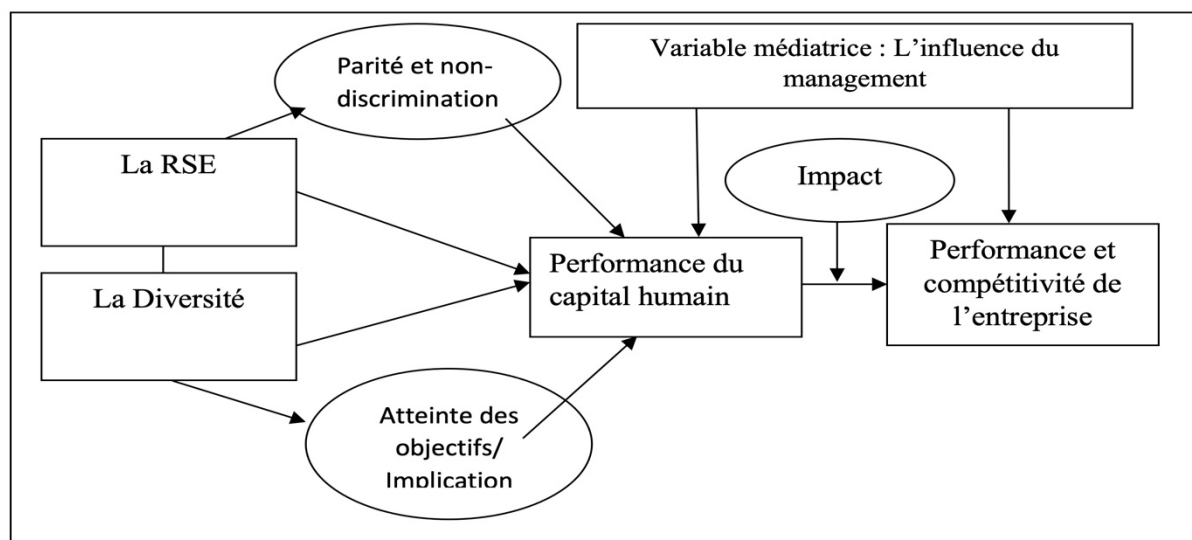 Parité et non-
discrimination
Variable médiatrice : L’influence du
management
La RSE
Impact
La Diversité
Performance du
capital humain
Performance et
compétitivité de
l’entreprise
Atteinte des
objectifs/
Implication